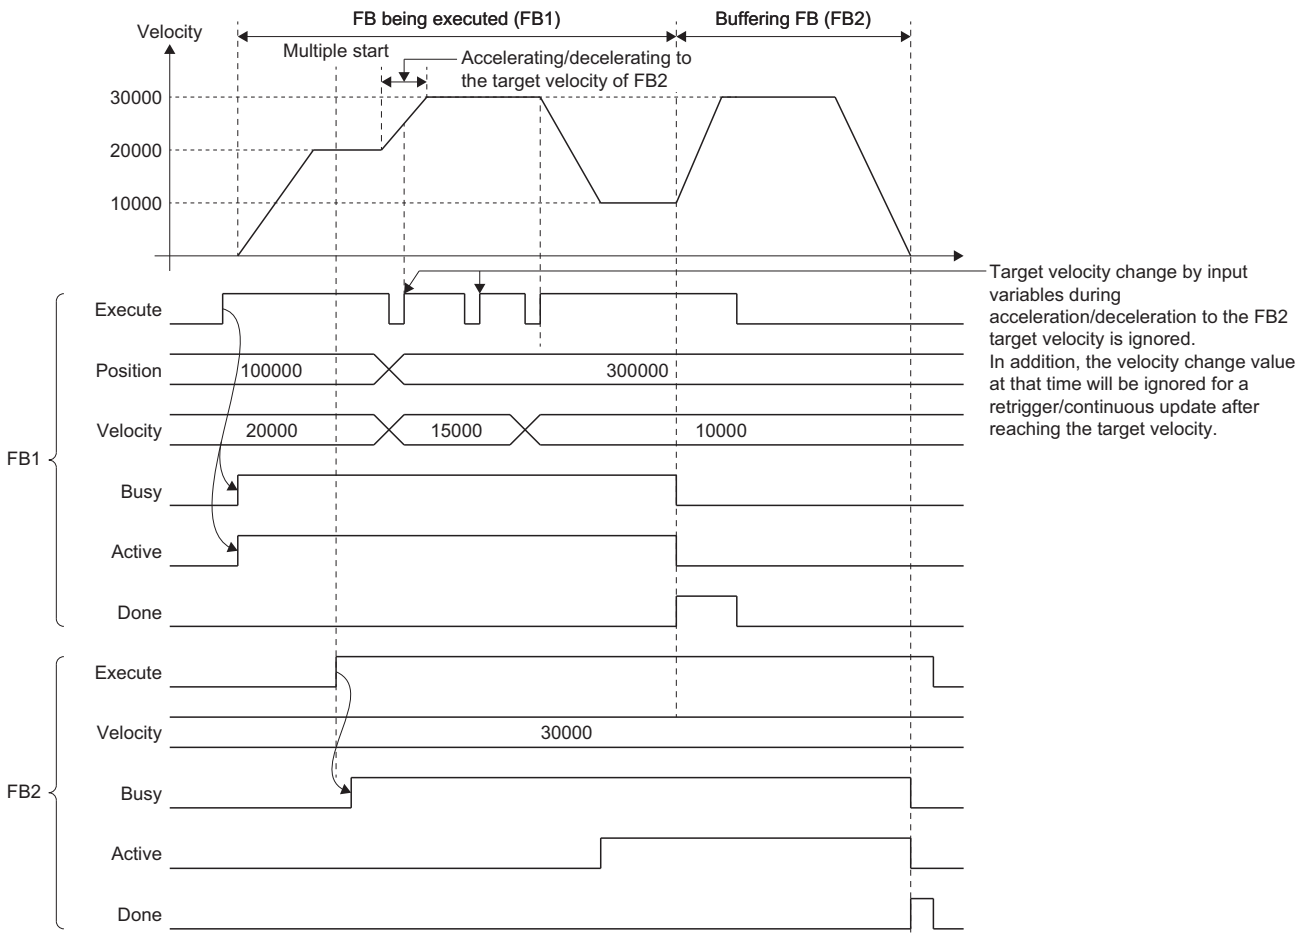 FB being executed (FB1)
Buffering FB (FB2)
Velocity
Multiple start
Accelerating/decelerating to
the target velocity of FB2
30000
20000
10000
Target velocity change by input
variables during
acceleration/deceleration to the FB2
target velocity is ignored.
In addition, the velocity change value
at that time will be ignored for a
retrigger/continuous update after
reaching the target velocity.
FB1
Execute
Position
100000
300000
Velocity
20000
15000
10000
Busy
Active
Done
FB2
Execute
Velocity
30000
Busy
Active
Done